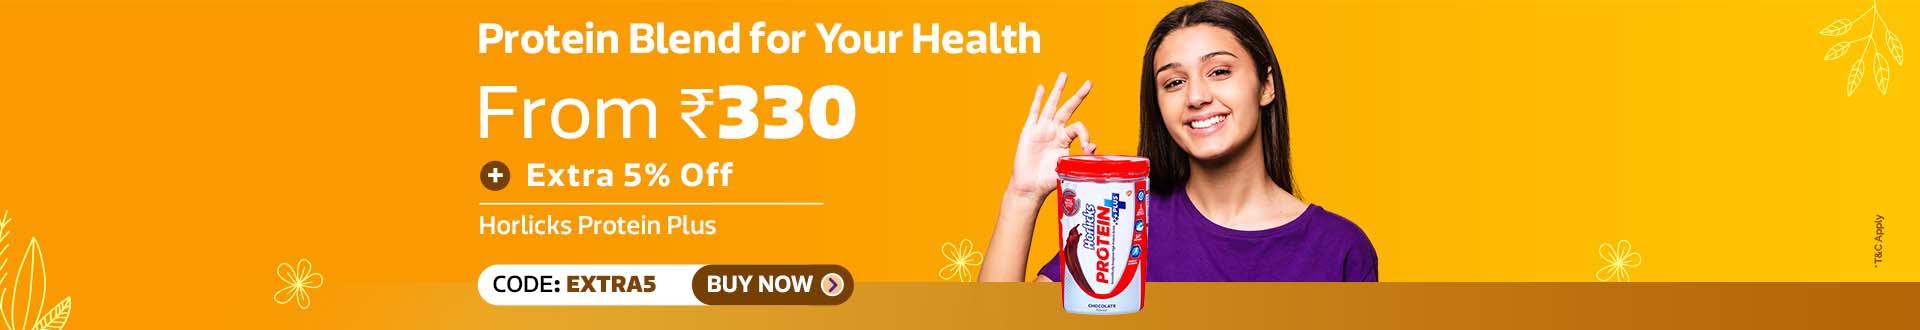 Protein Blend for Your Health
From ₹330
+ Extra 5% Off
Horlicks Protein Plus
CODE: EXTRA5
BUY NOW
Horlicks
PROTEIN
PLUS
CHOCOLATE
*T&C Apply